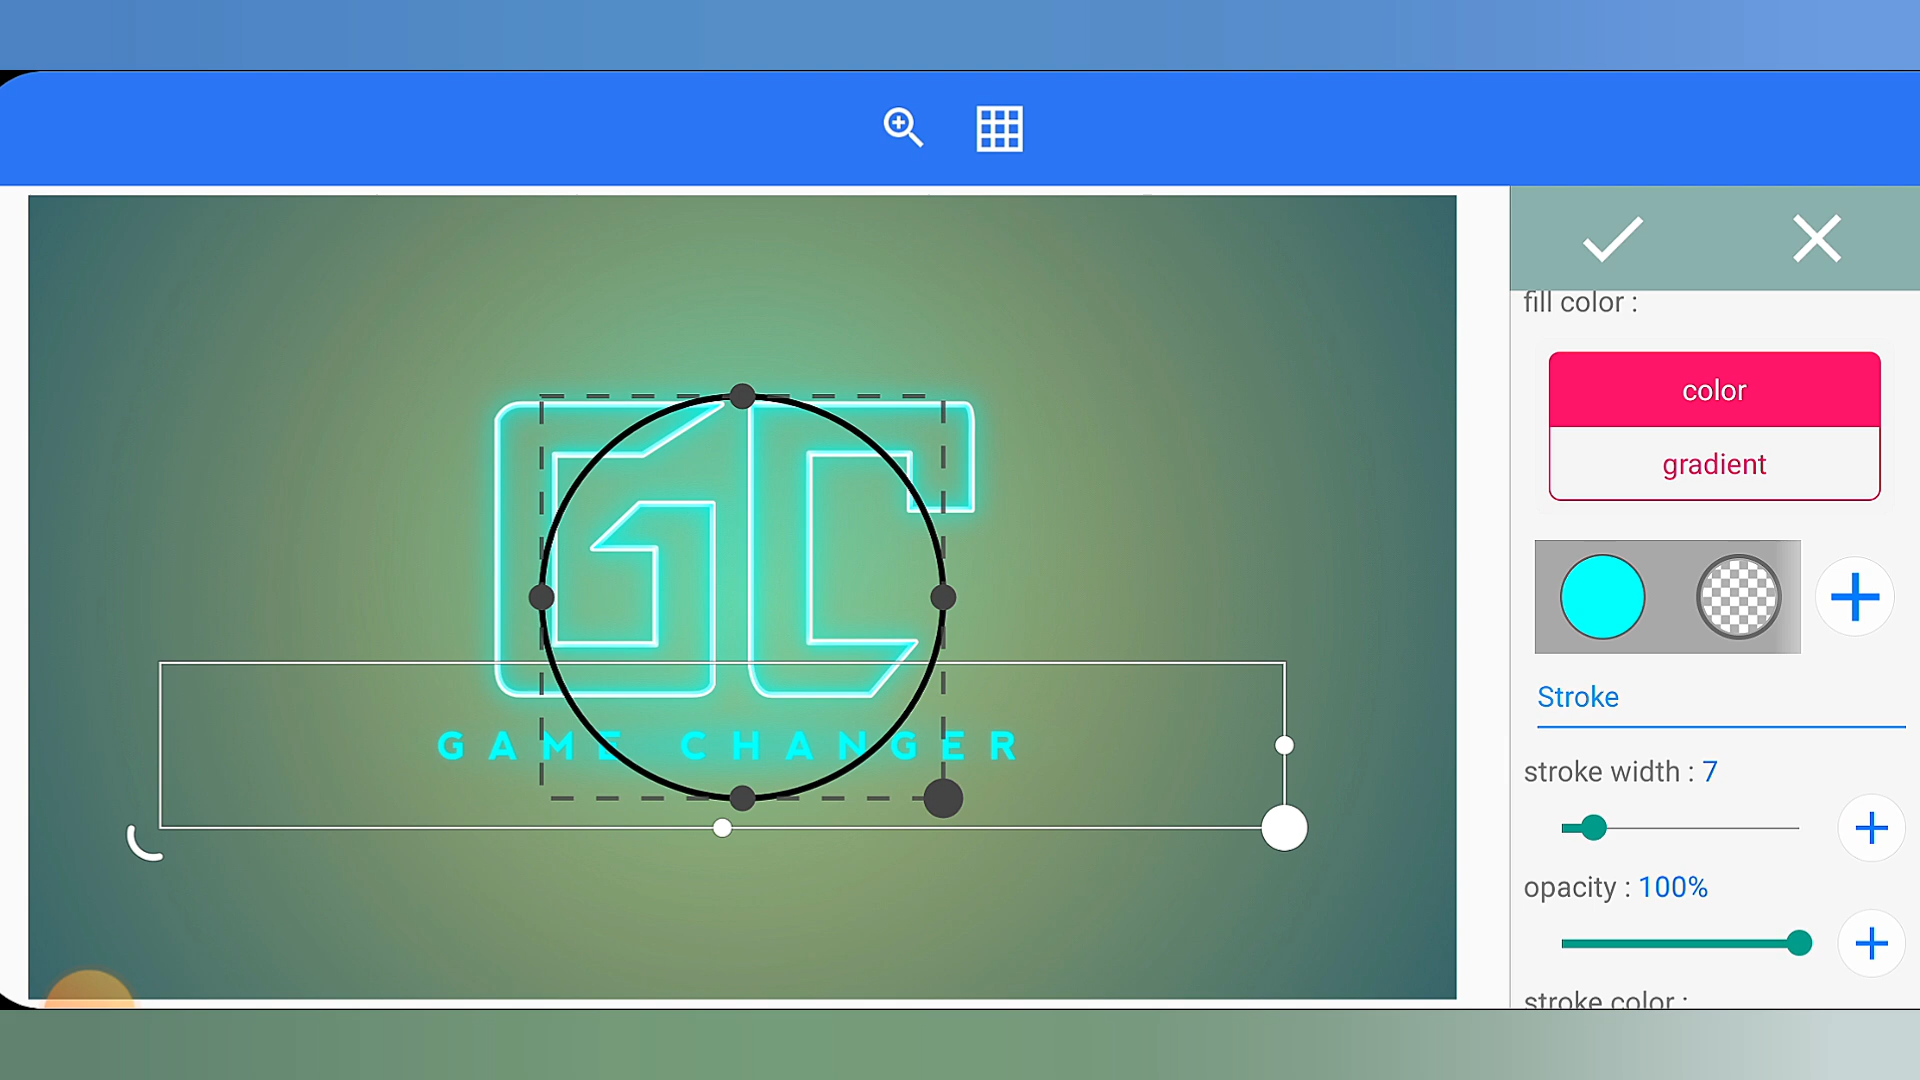 fill color :
color
gradient
GC
GAME CHANGER
Stroke
stroke width : 7
opacity : 100%
stroke color :